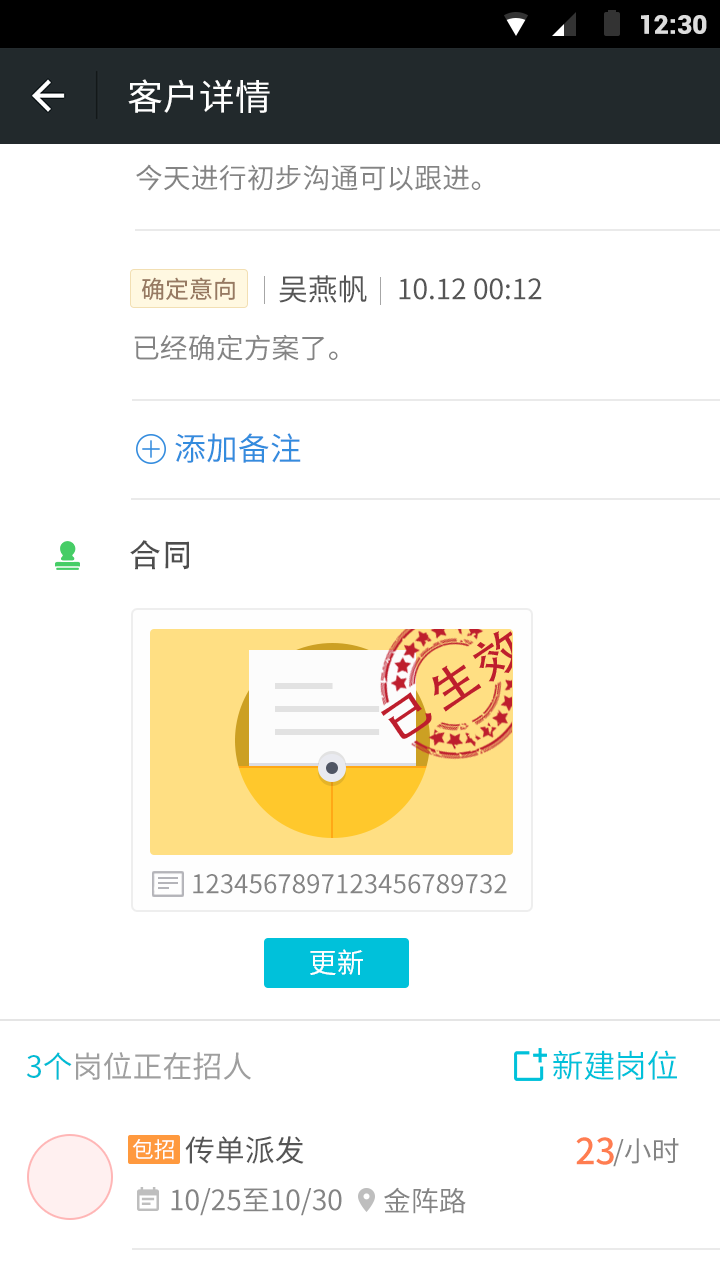 12:30
客户详情
今天进行初步沟通可以跟进。
确定意向 吴燕帆 10.12 00:12
已经确定方案了。
添加备注
合同
已生效
1234567897123456789732
更新
3个岗位正在招人 新建岗位
包招 传单派发 23/小时
10/25至10/30 金阵路